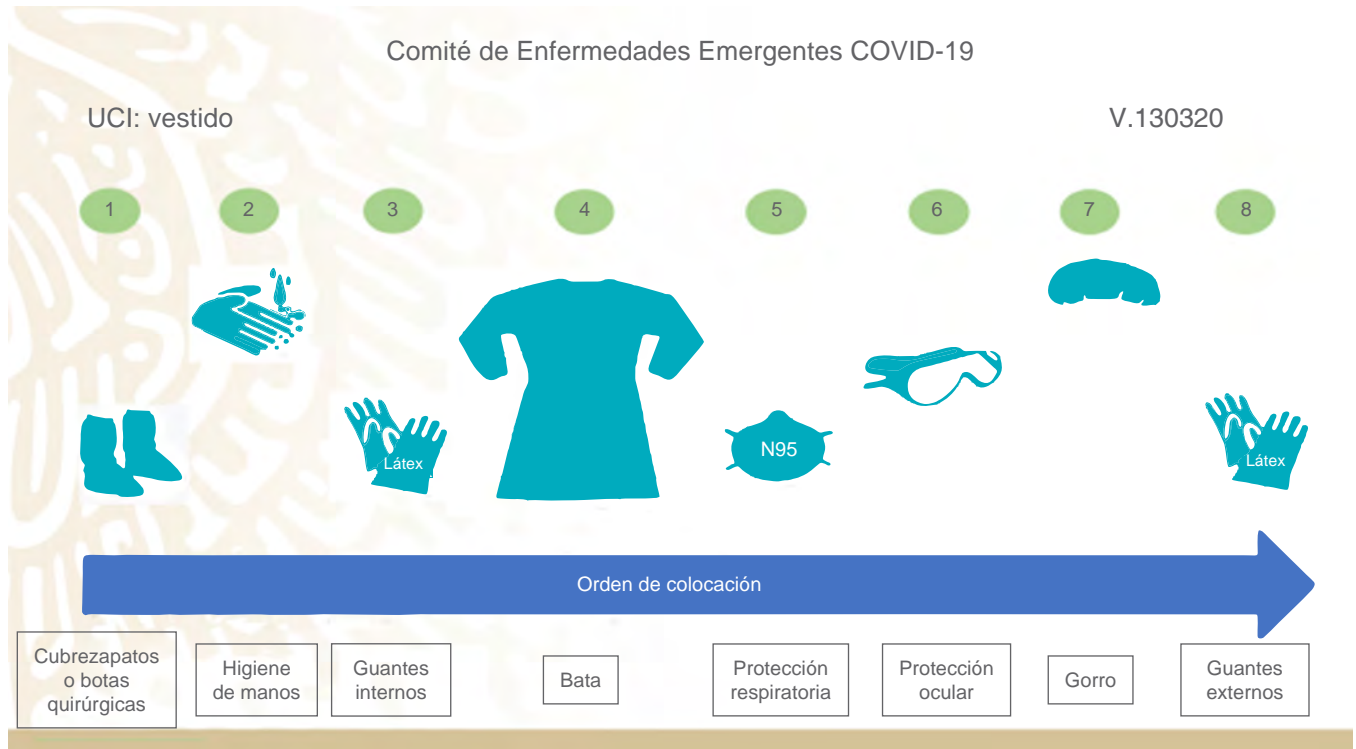 Comité de Enfermedades Emergentes COVID-19
UCI: vestido
V.130320
1
2
3
4
5
6
7
8
Látex
N95
Látex
Orden de colocación
Cubrezapatos
o botas
quirúrgicas
Higiene
de manos
Guantes
internos
Bata
Protección
respiratoria
Protección
ocular
Gorro
Guantes
externos